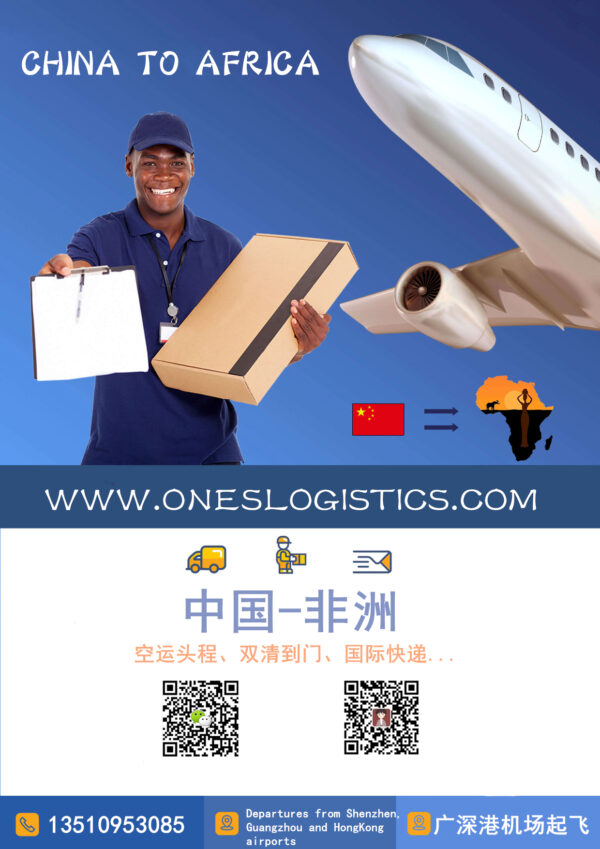 CHINA TO AFRICA
WWW.ONESLOGISTICS.COM
中国-非洲
空运头程、双清到门、国际快递...
13510953085
Departures from Shenzhen,
Guangzhou and HongKong
airports
广深港机场起飞